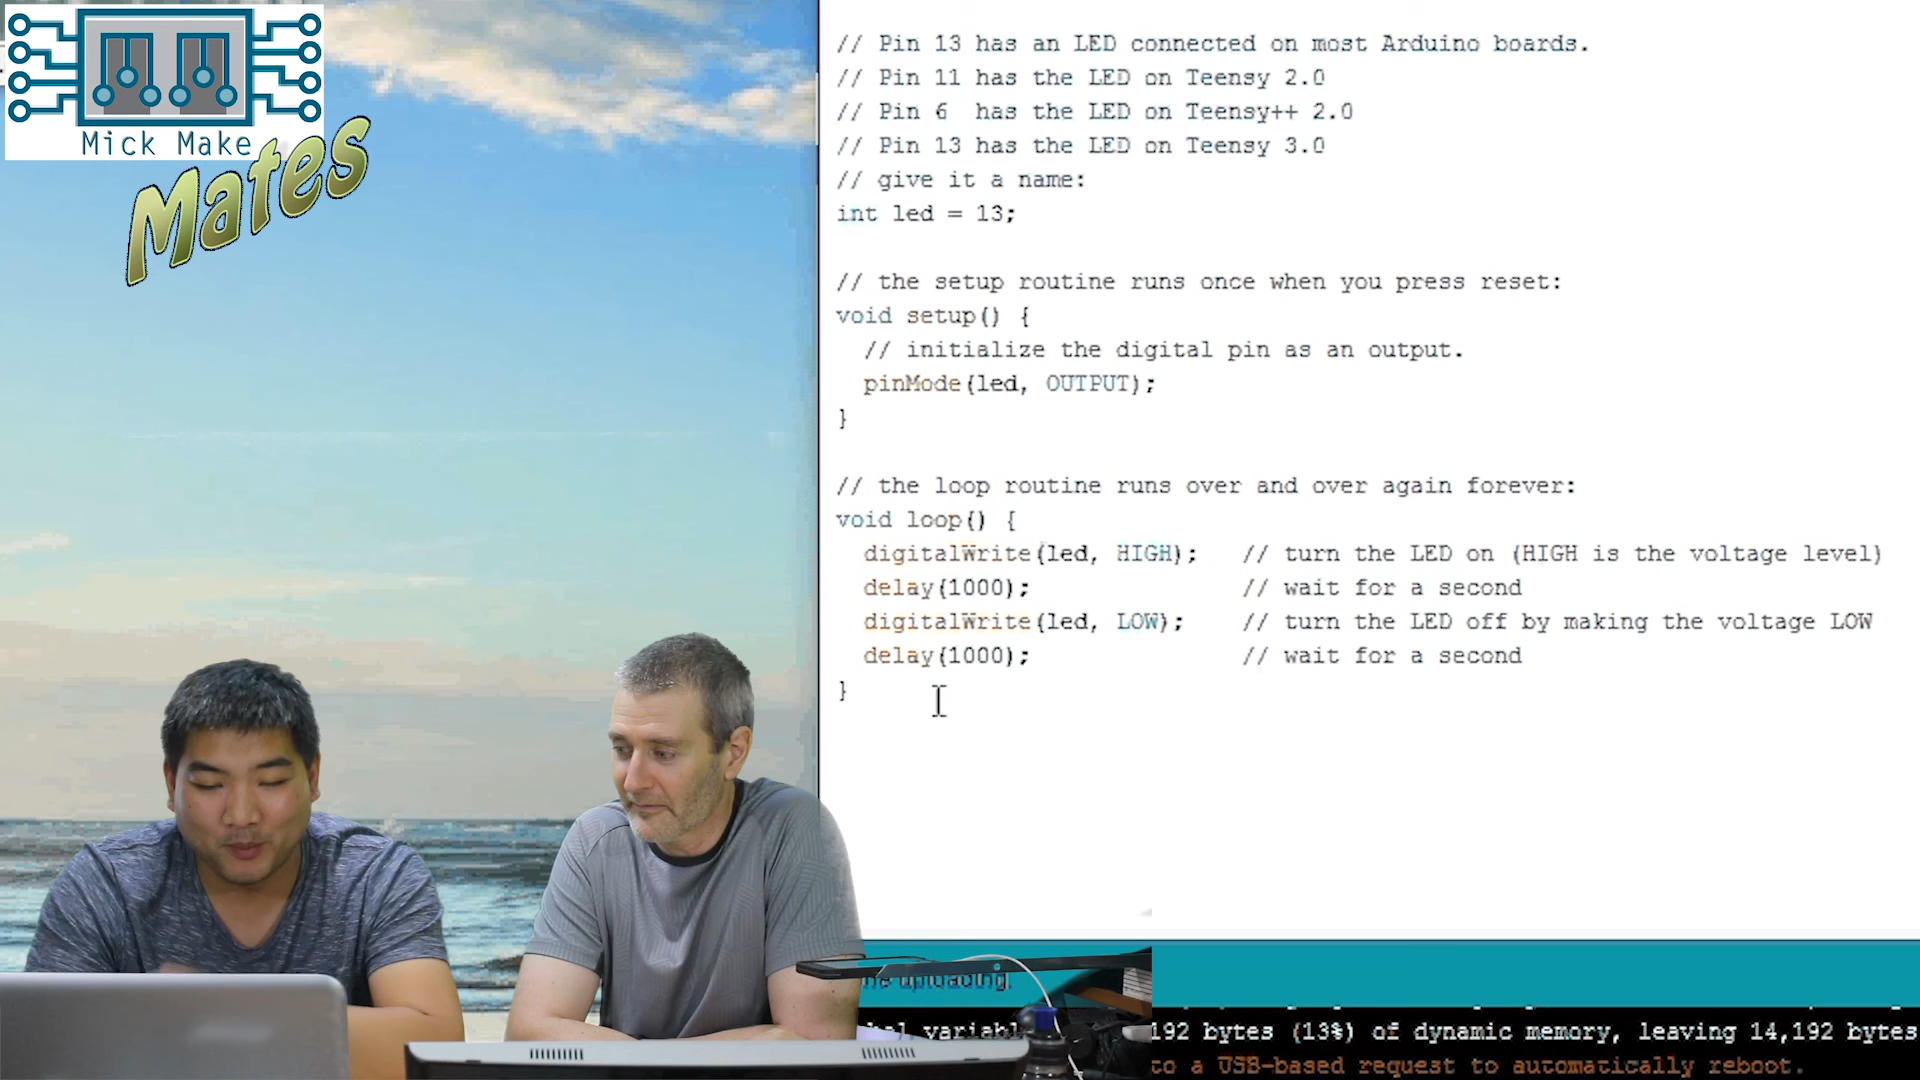 Mick Make
Mates
// Pin 13 has an LED connected on most Arduino boards.
// Pin 11 has the LED on Teensy 2.0
// Pin 6  has the LED on Teensy++ 2.0
// Pin 13 has the LED on Teensy 3.0
// give it a name:
int led = 13;
// the setup routine runs once when you press reset:
void setup() {
  // initialize the digital pin as an output.
  pinMode(led, OUTPUT);
}
// the loop routine runs over and over again forever:
void loop() {
  digitalWrite(led, HIGH);   // turn the LED on (HIGH is the voltage level)
  delay(1000);               // wait for a second
  digitalWrite(led, LOW);    // turn the LED off by making the voltage LOW
  delay(1000);               // wait for a second
}
uploading.
192 bytes (13%) of dynamic memory, leaving 14,192 bytes
to a USB-based request to automatically reboot.